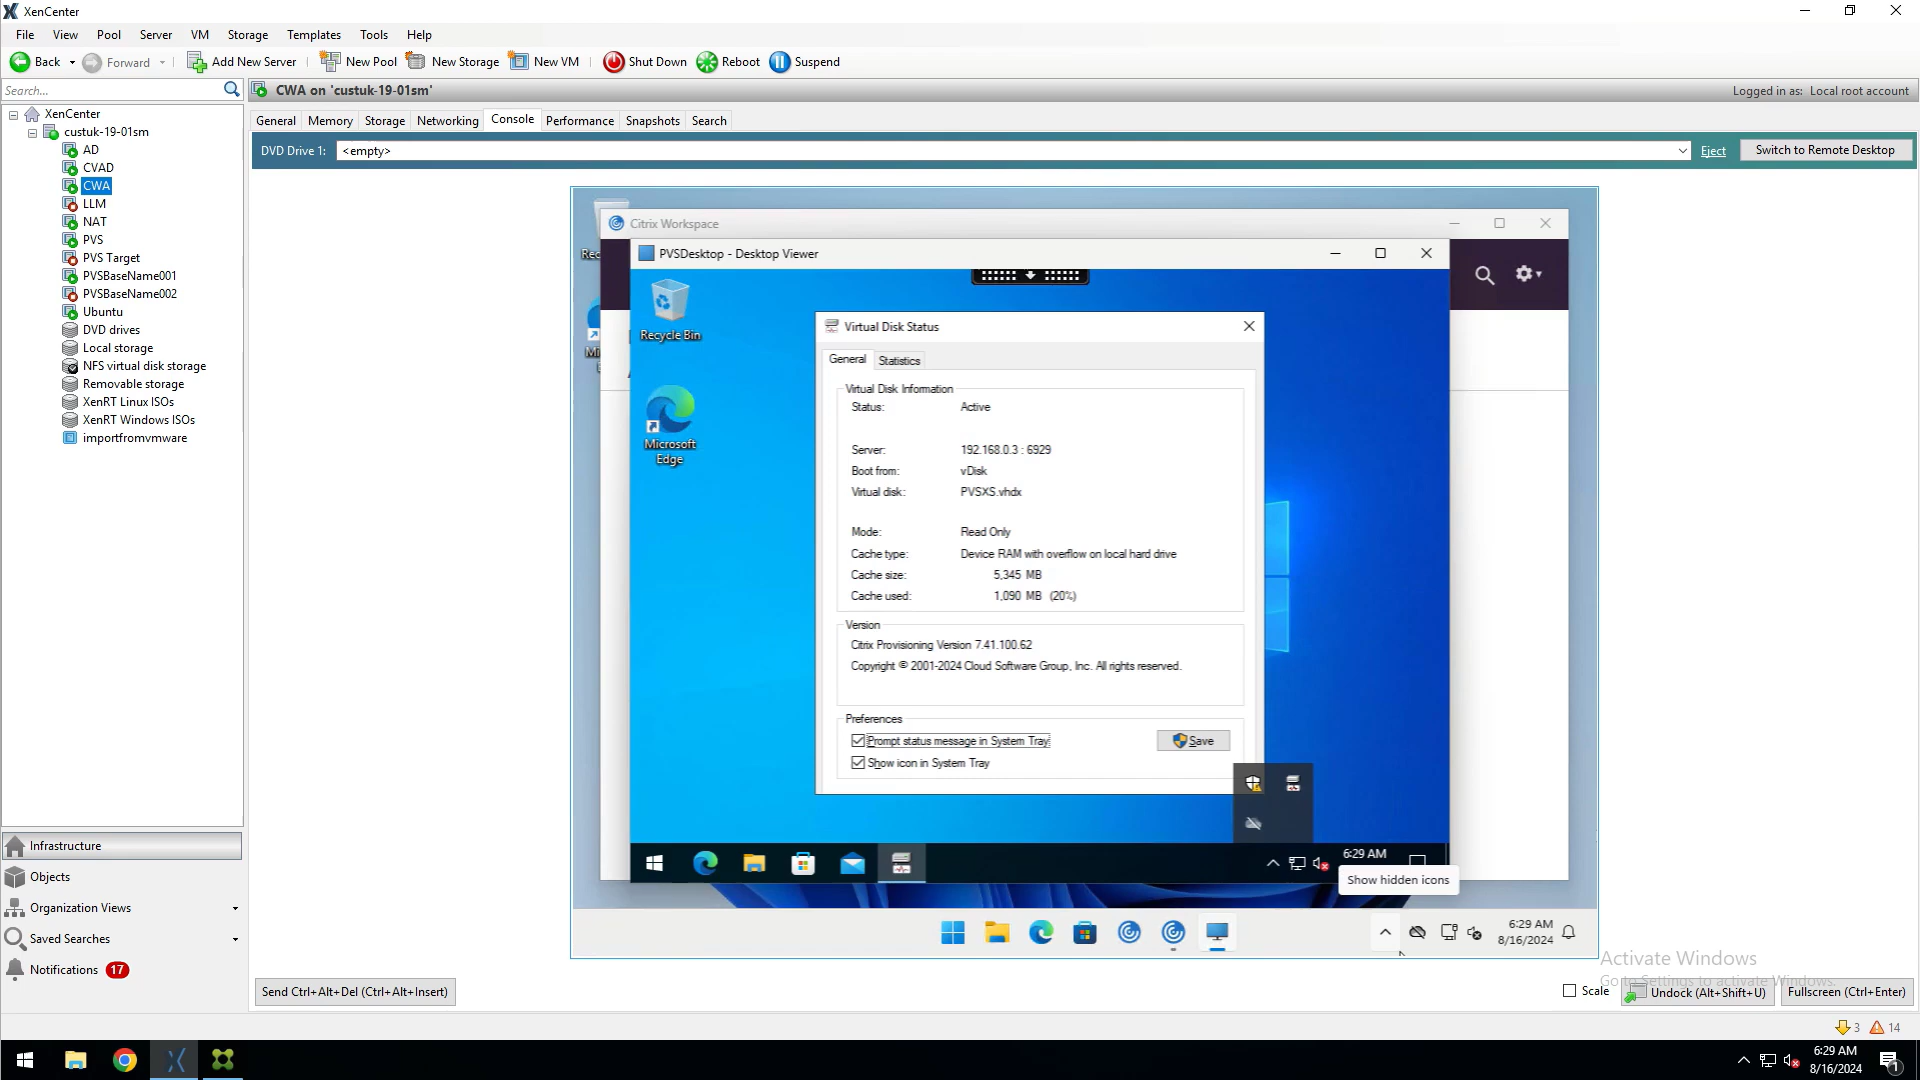 XenCenter
File View Pool Server VM Storage Templates Tools Help
Back Forward Add New Server New Pool New Storage New VM Shut Down Reboot Suspend
Search...
CWA on 'custuk-19-01sm'
Logged in as: Local root account
XenCenter
custuk-19-01sm
AD
CVAD
CWA
LLM
NAT
PVS
PVS Target
PVSBaseName001
PVSBaseName002
Ubuntu
DVD drives
Local storage
NFS virtual disk storage
Removable storage
XenRT Linux ISOs
XenRT Windows ISOs
importfromvmware
Infrastructure
Objects
Organization Views
Saved Searches
Notifications 17
General Memory Storage Networking Console Performance Snapshots Search
DVD Drive 1: <empty> Eject Switch to Remote Desktop
Citrix Workspace
PVSDesktop - Desktop Viewer
Recycle Bin
Microsoft
Edge
Virtual Disk Status
General Statistics
Virtual Disk Information
Status: Active
Server: 192.168.0.3 : 6929
Boot from: vDisk
Virtual disk: PVSXS.vhdx
Mode: Read Only
Cache type: Device RAM with overflow on local hard drive
Cache size: 5,345 MB
Cache used: 1,090 MB (20%)
Version
Citrix Provisioning Version 7.41.100.62
Copyright © 2001-2024 Cloud Software Group, Inc. All rights reserved.
Preferences
Prompt status message in System Tray
Save
Show icon in System Tray
6:29 AM
Show hidden icons
6:29 AM
8/16/2024
Activate Windows
Go to Settings to activate Windows.
Send Ctrl+Alt+Del (Ctrl+Alt+Insert)
Scale Undock (Alt+Shift+U) Fullscreen (Ctrl+Enter)
3 14
6:29 AM
8/16/2024
1